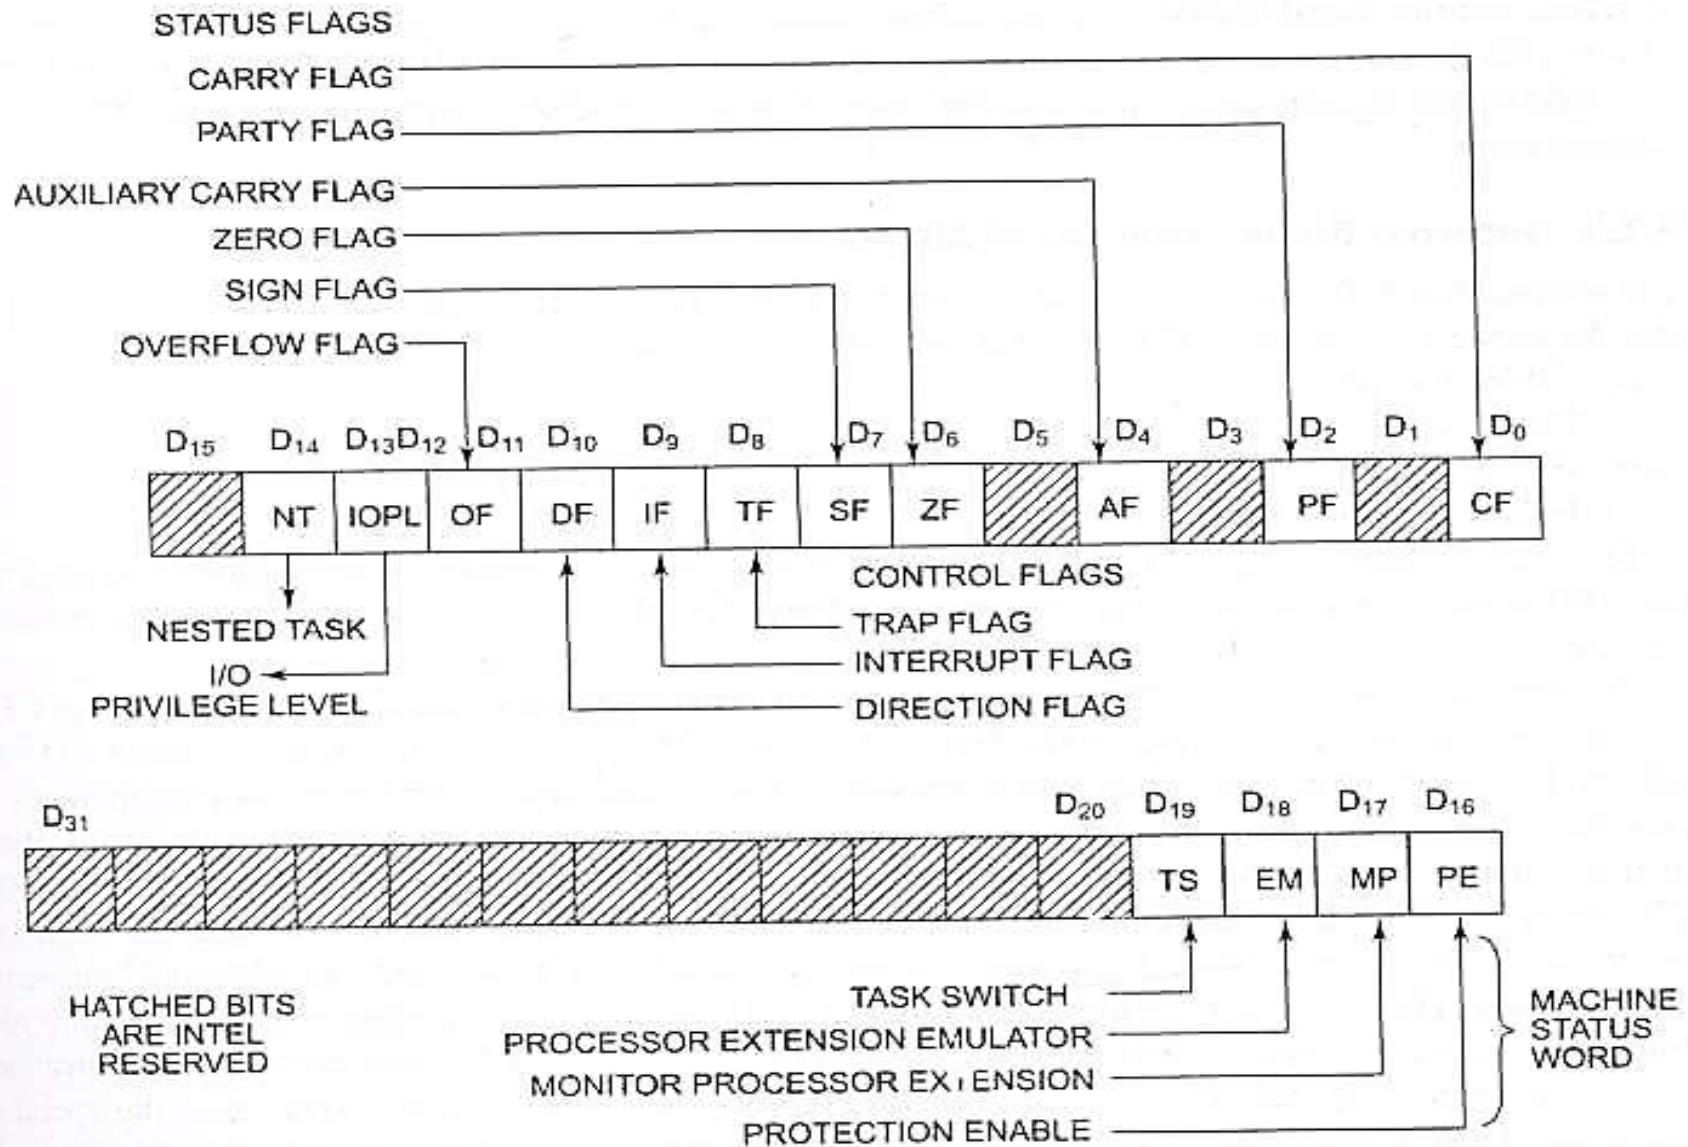 STATUS FLAGS
CARRY FLAG
PARTY FLAG
AUXILIARY CARRY FLAG
ZERO FLAG
SIGN FLAG
OVERFLOW FLAG
D15 D14 D13 D12 D11 D10 D9 D8 D7 D6 D5 D4 D3 D2 D1 D0
NT IOPL OF DF IF TF SF ZF AF PF CF
CONTROL FLAGS
TRAP FLAG
NESTED TASK
INTERRUPT FLAG
I/O
PRIVILEGE LEVEL
DIRECTION FLAG
D31 D20 D19 D18 D17 D16
TS EM MP PE
HATCHED BITS
ARE INTEL
RESERVED
TASK SWITCH
PROCESSOR EXTENSION EMULATOR
MONITOR PROCESSOR EXTENSION
PROTECTION ENABLE
MACHINE
STATUS
WORD